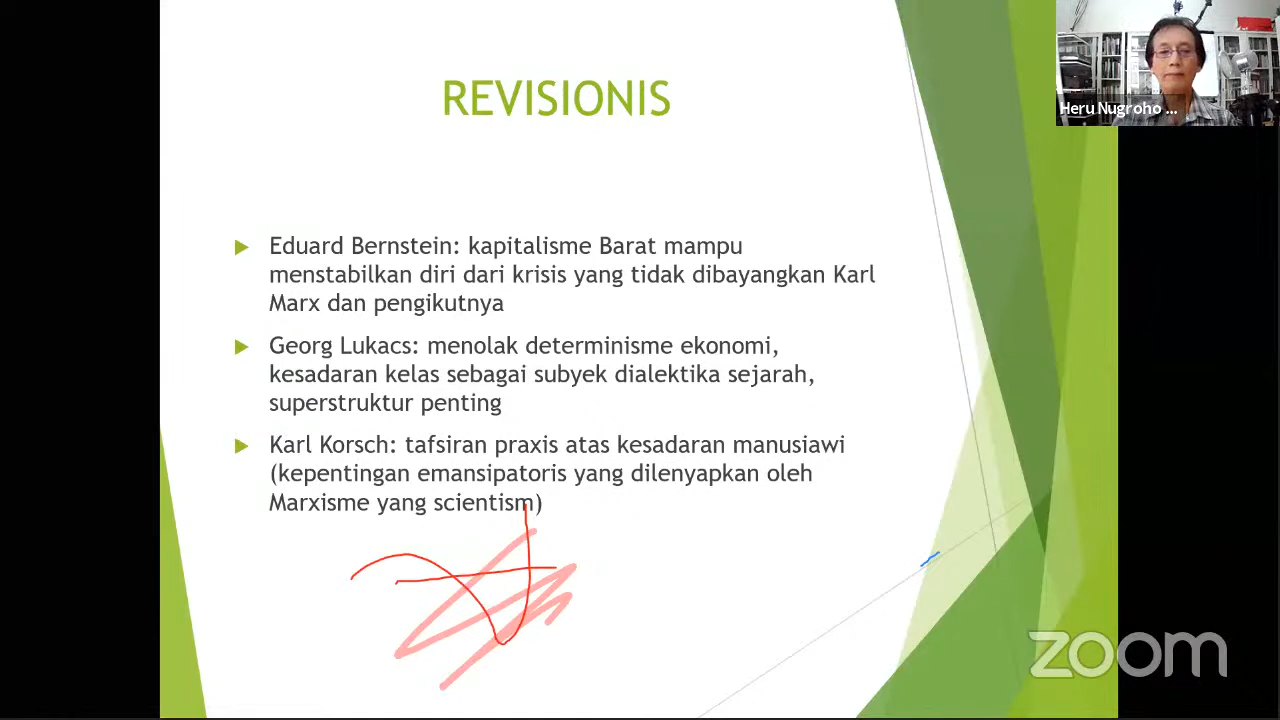 REVISIONIS
Heru Nugroho ...
Eduard Bernstein: kapitalisme Barat mampu
menstabilkan diri dari krisis yang tidak dibayangkan Karl
Marx dan pengikutnya
Georg Lukacs: menolak determinisme ekonomi,
kesadaran kelas sebagai subyek dialektika sejarah,
superstruktur penting
Karl Korsch: tafsiran praxis atas kesadaran manusiawi
(kepentingan emansipatoris yang dilenyapkan oleh
Marxisme yang scientism)
zoom